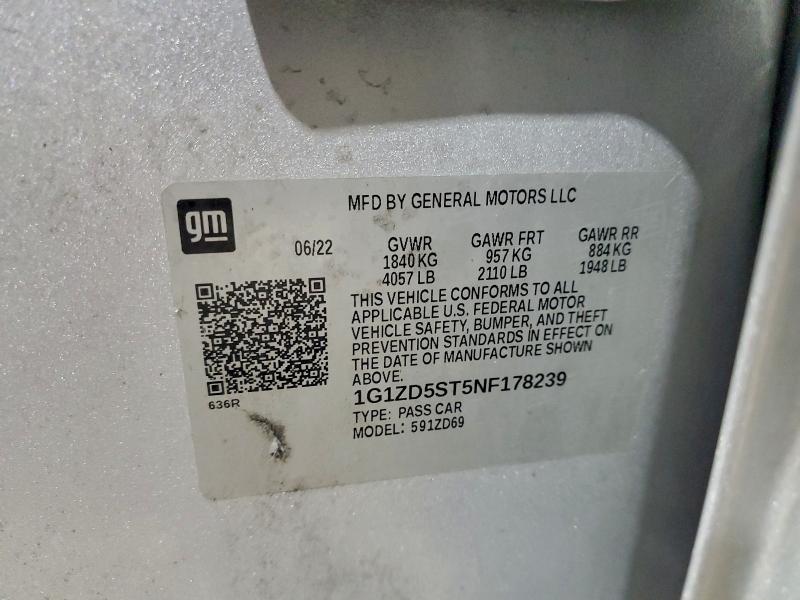 gm
MFD BY GENERAL MOTORS LLC
06/22 GVWR GAWR FRT GAWR RR
1840 KG 957 KG 884 KG
4057 LB 2110 LB 1948 LB
THIS VEHICLE CONFORMS TO ALL
APPLICABLE U.S. FEDERAL MOTOR
VEHICLE SAFETY, BUMPER, AND THEFT
PREVENTION STANDARDS IN EFFECT ON
THE DATE OF MANUFACTURE SHOWN
ABOVE.
636R
1G1ZD5ST5NF178239
TYPE: PASS CAR
MODEL: 591ZD69